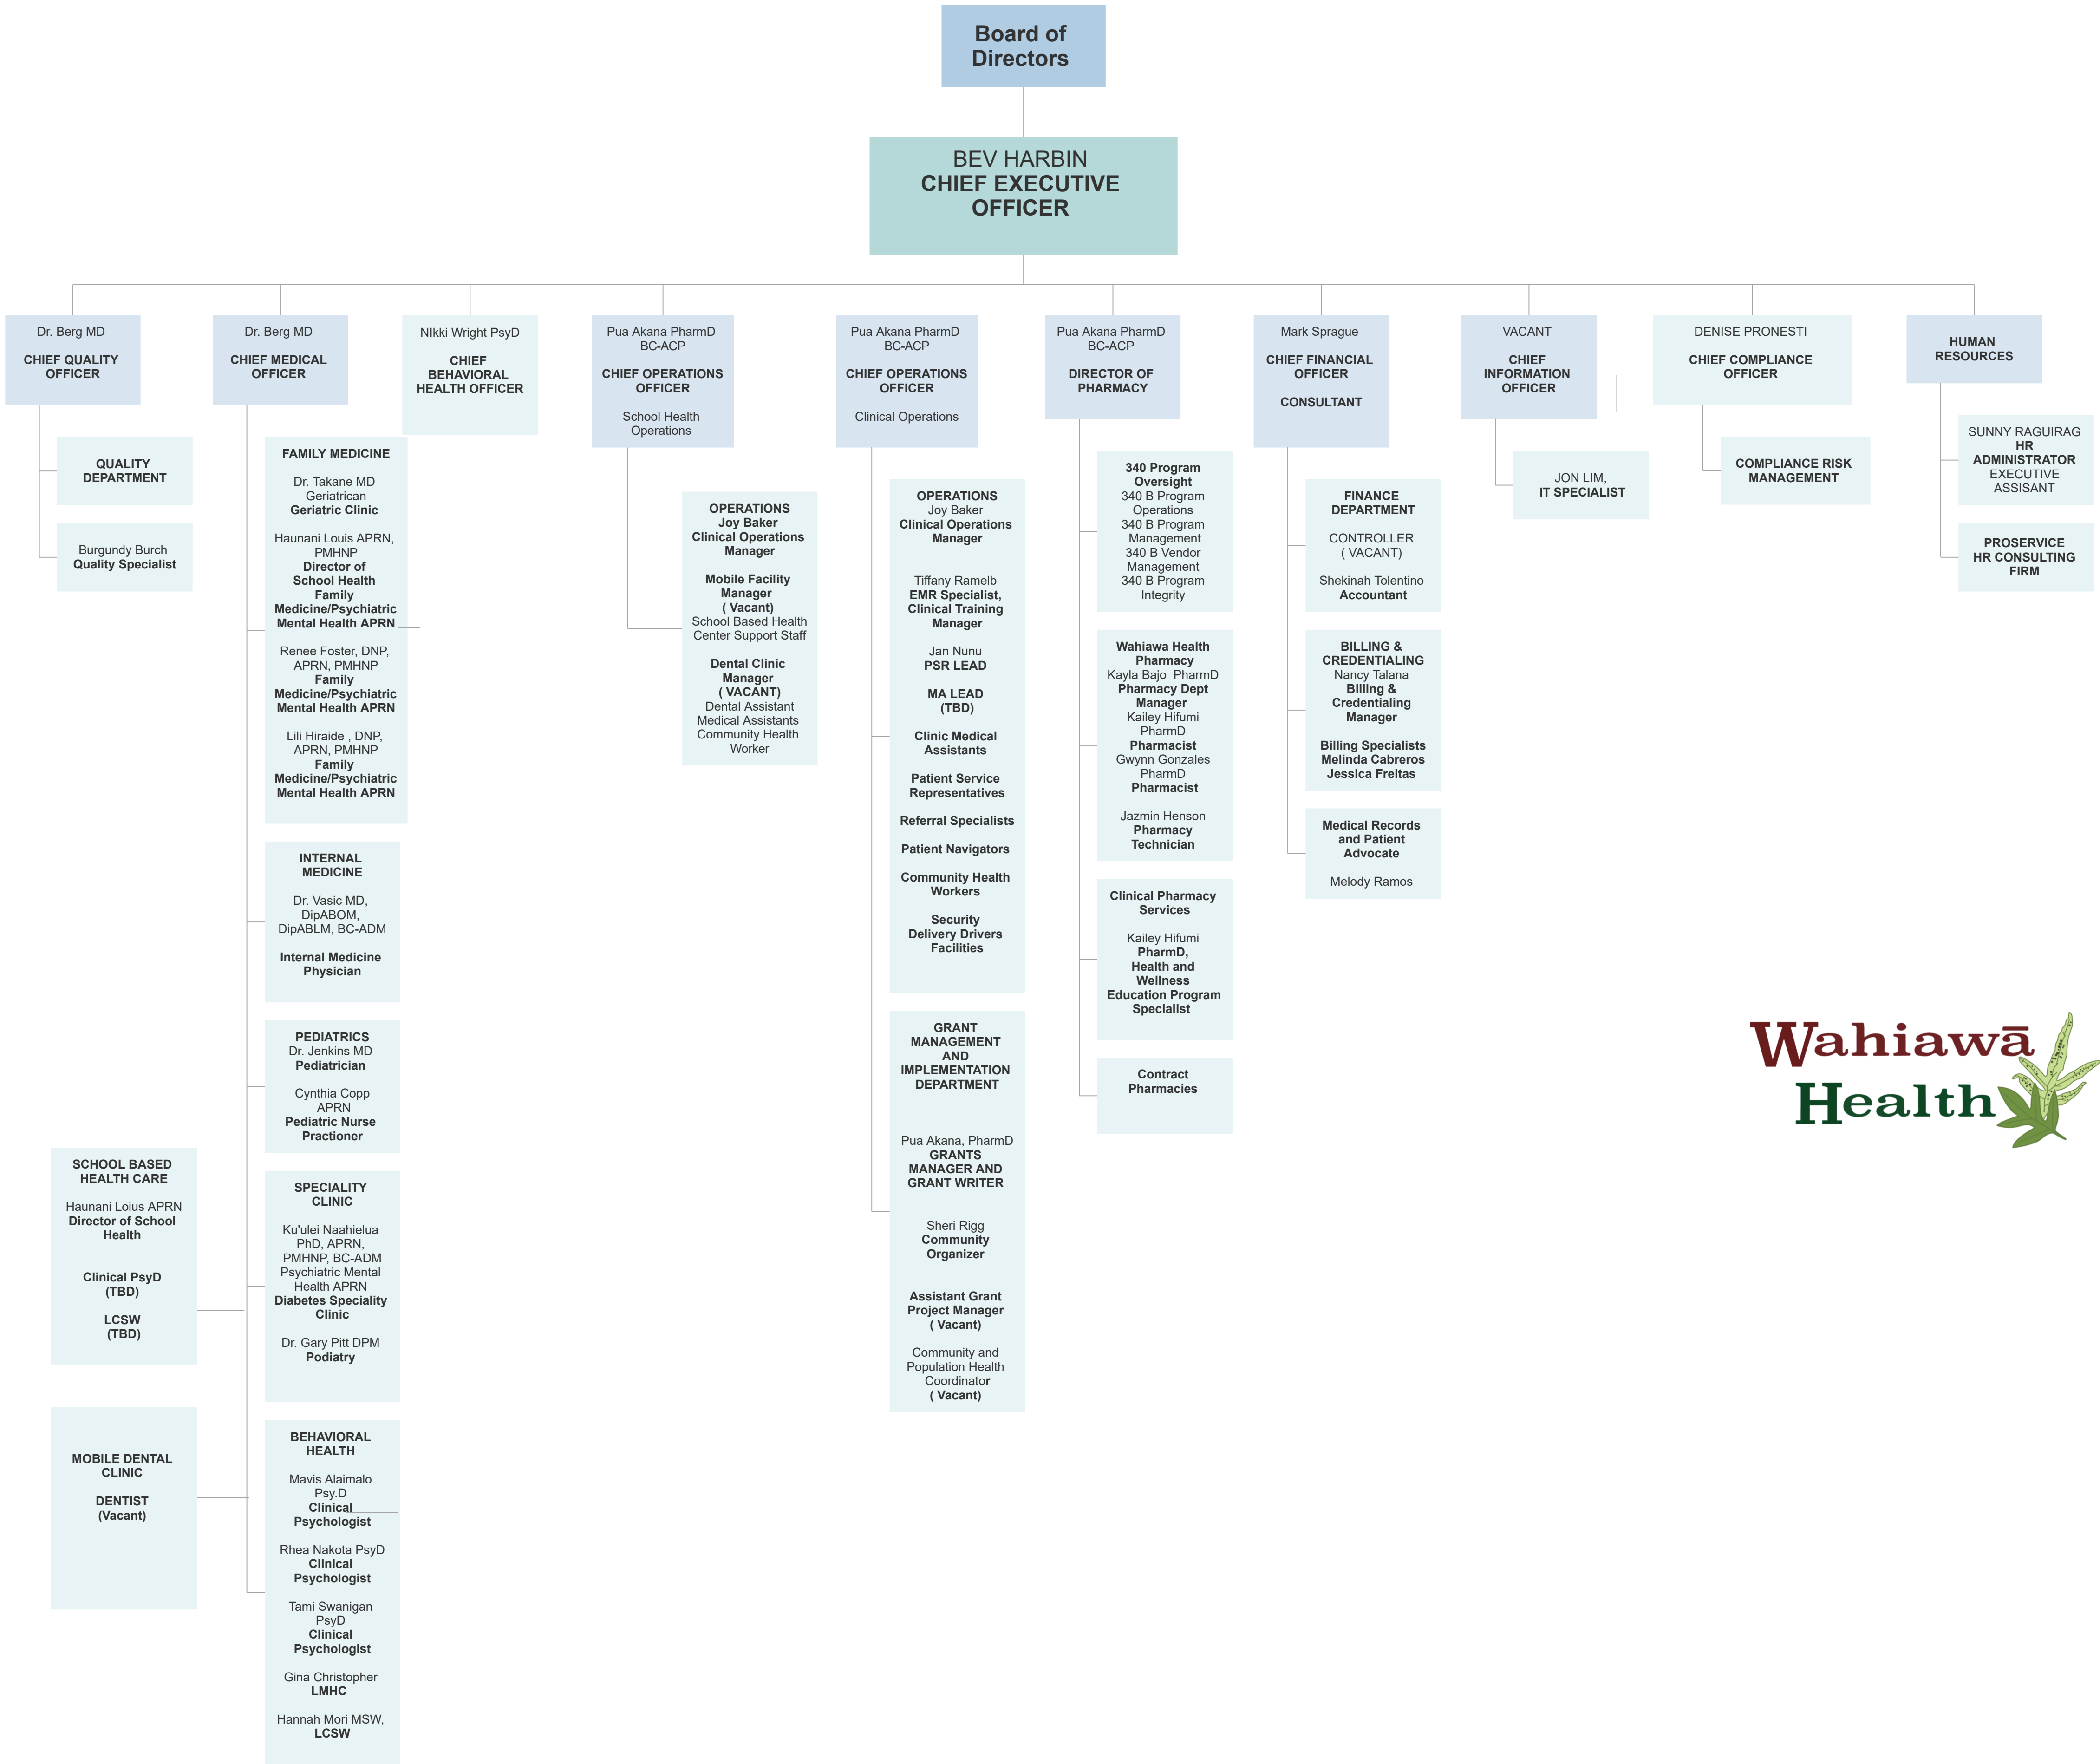 Board of
Directors
BEV HARBIN
CHIEF EXECUTIVE
OFFICER
Dr. Berg MD
CHIEF QUALITY
OFFICER
QUALITY
DEPARTMENT
Burgundy Burch
Quality Specialist
Dr. Berg MD
CHIEF MEDICAL
OFFICER
FAMILY MEDICINE
Dr. Takane MD
Geriatrican
Geriatric Clinic
Haunani Louis APRN,
PMHNP
Director of
School Health
Family
Medicine/Psychiatric
Mental Health APRN
Renee Foster, DNP,
APRN, PMHNP
Family
Medicine/Psychiatric
Mental Health APRN
Lili Hiraide , DNP,
APRN, PMHNP
Family
Medicine/Psychiatric
Mental Health APRN
INTERNAL
MEDICINE
Dr. Vasic MD,
DipABOM,
DipABLM, BC-ADM
Internal Medicine
Physician
PEDIATRICS
Dr. Jenkins MD
Pediatrician
Cynthia Copp
APRN
Pediatric Nurse
Practioner
SCHOOL BASED
HEALTH CARE
Haunani Loius APRN
Director of School
Health
Clinical PsyD
(TBD)
LCSW
(TBD)
SPECIALITY
CLINIC
Ku'ulei Naahielua
PhD, APRN,
PMHNP, BC-ADM
Psychiatric Mental
Health APRN
Diabetes Speciality
Clinic
Dr. Gary Pitt DPM
Podiatry
MOBILE DENTAL
CLINIC
DENTIST
(Vacant)
BEHAVIORAL
HEALTH
Mavis Alaimalo
Psy.D
Clinical
Psychologist
Rhea Nakota PsyD
Clinical
Psychologist
Tami Swanigan
PsyD
Clinical
Psychologist
Gina Christopher
LMHC
Hannah Mori MSW,
LCSW
NIkki Wright PsyD
CHIEF
BEHAVIORAL
HEALTH OFFICER
Pua Akana PharmD
BC-ACP
CHIEF OPERATIONS
OFFICER
School Health
Operations
OPERATIONS
Joy Baker
Clinical Operations
Manager
Mobile Facility
Manager
( Vacant)
School Based Health
Center Support Staff
Dental Clinic
Manager
( VACANT)
Dental Assistant
Medical Assistants
Community Health
Worker
Pua Akana PharmD
BC-ACP
CHIEF OPERATIONS
OFFICER
Clinical Operations
OPERATIONS
Joy Baker
Clinical Operations
Manager
Tiffany Ramelb
EMR Specialist,
Clinical Training
Manager
Jan Nunu
PSR LEAD
MA LEAD
(TBD)
Clinic Medical
Assistants
Patient Service
Representatives
Referral Specialists
Patient Navigators
Community Health
Workers
Security
Delivery Drivers
Facilities
GRANT
MANAGEMENT
AND
IMPLEMENTATION
DEPARTMENT
Pua Akana, PharmD
GRANTS
MANAGER AND
GRANT WRITER
Sheri Rigg
Community
Organizer
Assistant Grant
Project Manager
( Vacant)
Community and
Population Health
Coordinator
( Vacant)
Pua Akana PharmD
BC-ACP
DIRECTOR OF
PHARMACY
340 Program
Oversight
340 B Program
Operations
340 B Program
Management
340 B Vendor
Management
340 B Program
Integrity
Wahiawa Health
Pharmacy
Kayla Bajo PharmD
Pharmacy Dept
Manager
Kailey Hifumi
PharmD
Pharmacist
Gwynn Gonzales
PharmD
Pharmacist
Jazmin Henson
Pharmacy
Technician
Clinical Pharmacy
Services
Kailey Hifumi
PharmD,
Health and
Wellness
Education Program
Specialist
Contract
Pharmacies
Mark Sprague
CHIEF FINANCIAL
OFFICER
CONSULTANT
FINANCE
DEPARTMENT
CONTROLLER
( VACANT)
Shekinah Tolentino
Accountant
BILLING &
CREDENTIALING
Nancy Talana
Billing &
Credentialing
Manager
Billing Specialists
Melinda Cabreros
Jessica Freitas
Medical Records
and Patient
Advocate
Melody Ramos
VACANT
CHIEF
INFORMATION
OFFICER
JON LIM,
IT SPECIALIST
DENISE PRONESTI
CHIEF COMPLIANCE
OFFICER
COMPLIANCE RISK
MANAGEMENT
HUMAN
RESOURCES
SUNNY RAGUIRAG
HR
ADMINISTRATOR
EXECUTIVE
ASSISANT
PROSERVICE
HR CONSULTING
FIRM
Wahiawā
Health